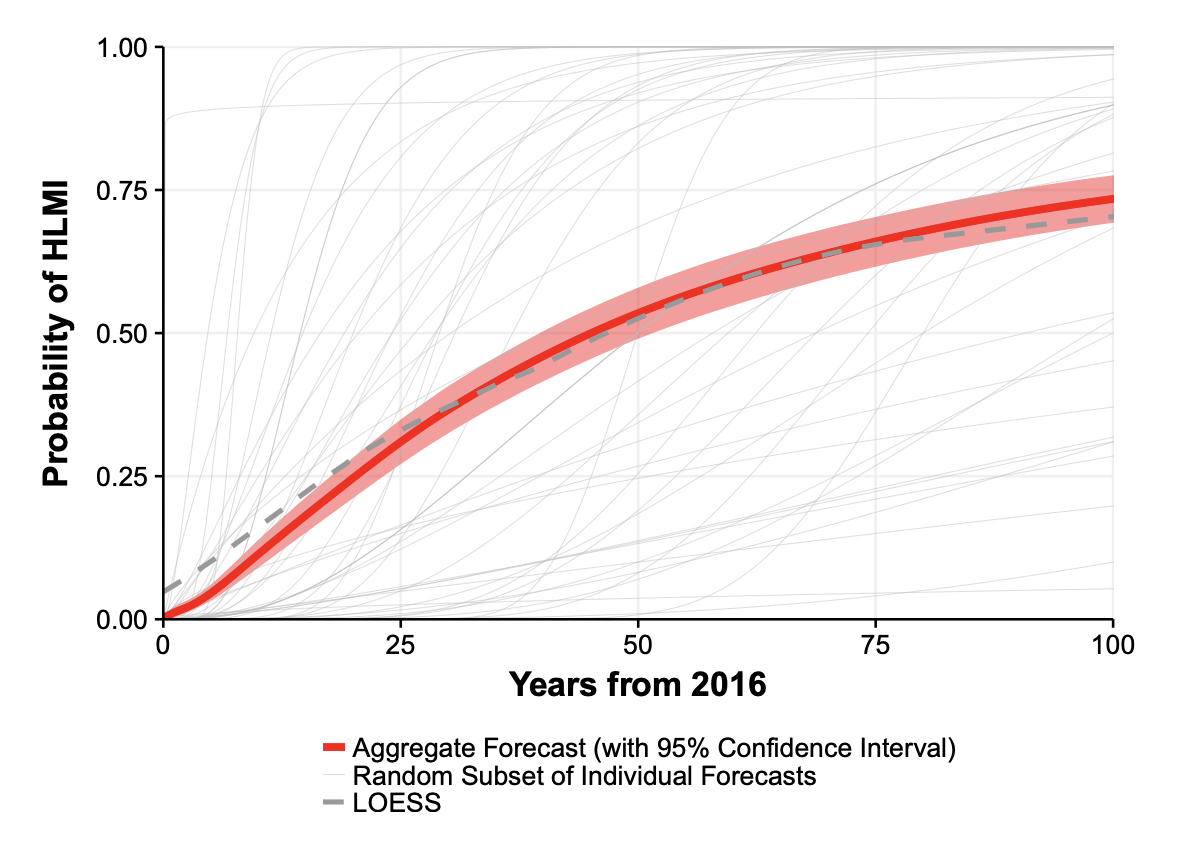 1.00
0.75
0.50
0.25
0.00
Probability of HLMI
0 25 50 75 100
Years from 2016
Aggregate Forecast (with 95% Confidence Interval)
Random Subset of Individual Forecasts
LOESS